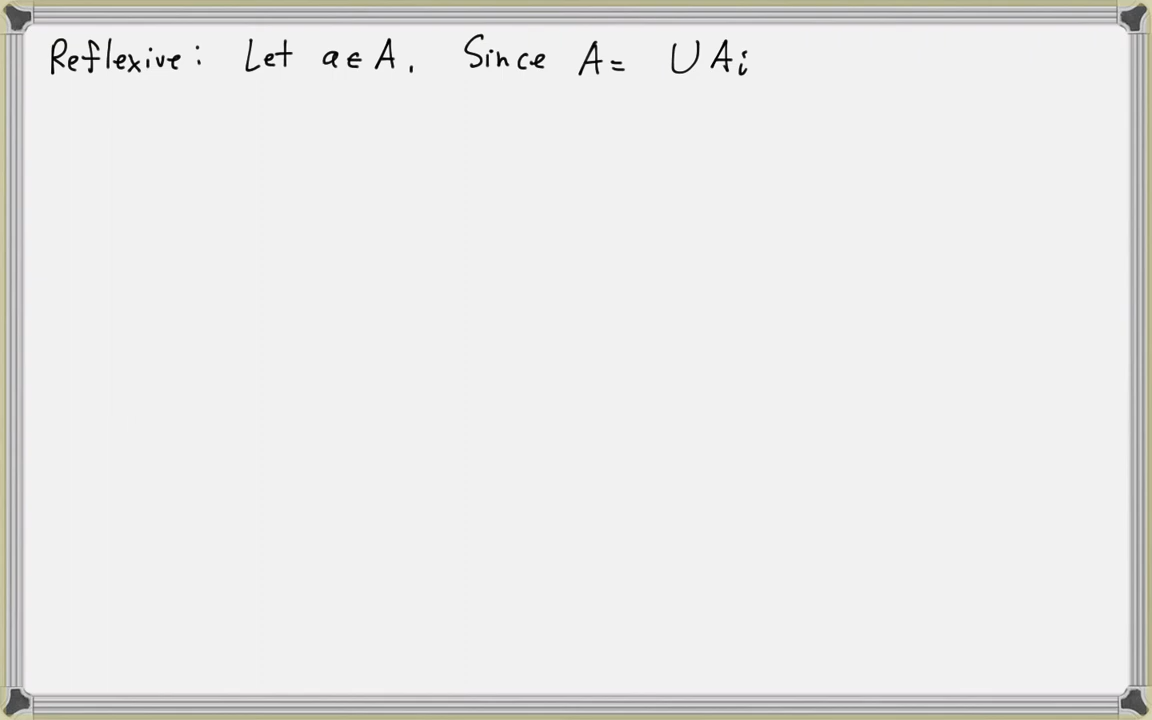 Reflexive: Let a ∈ A. Since A = ∪ Aᵢ